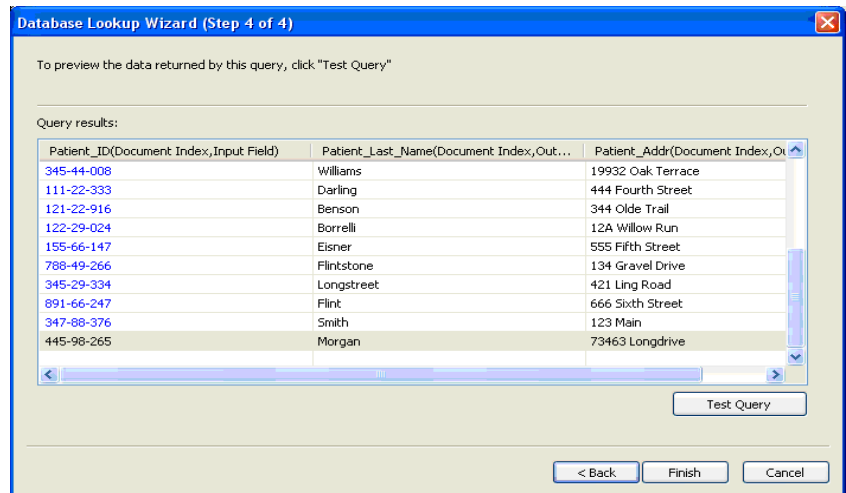 Database Lookup Wizard (Step 4 of 4)
To preview the data returned by this query, click "Test Query"
Query results:
Patient_ID(Document Index,Input Field) Patient_Last_Name(Document Index,Out... Patient_Addr(Document Index,Ou
345-44-008 Williams 19932 Oak Terrace
111-22-333 Darling 444 Fourth Street
121-22-916 Benson 344 Olde Trail
122-29-024 Borrelli 12A Willow Run
155-66-147 Eisner 555 Fifth Street
788-49-266 Flintstone 134 Gravel Drive
345-29-334 Longstreet 421 Ling Road
891-66-247 Flint 666 Sixth Street
347-88-376 Smith 123 Main
445-98-265 Morgan 73463 Longdrive
Test Query
< Back Finish Cancel